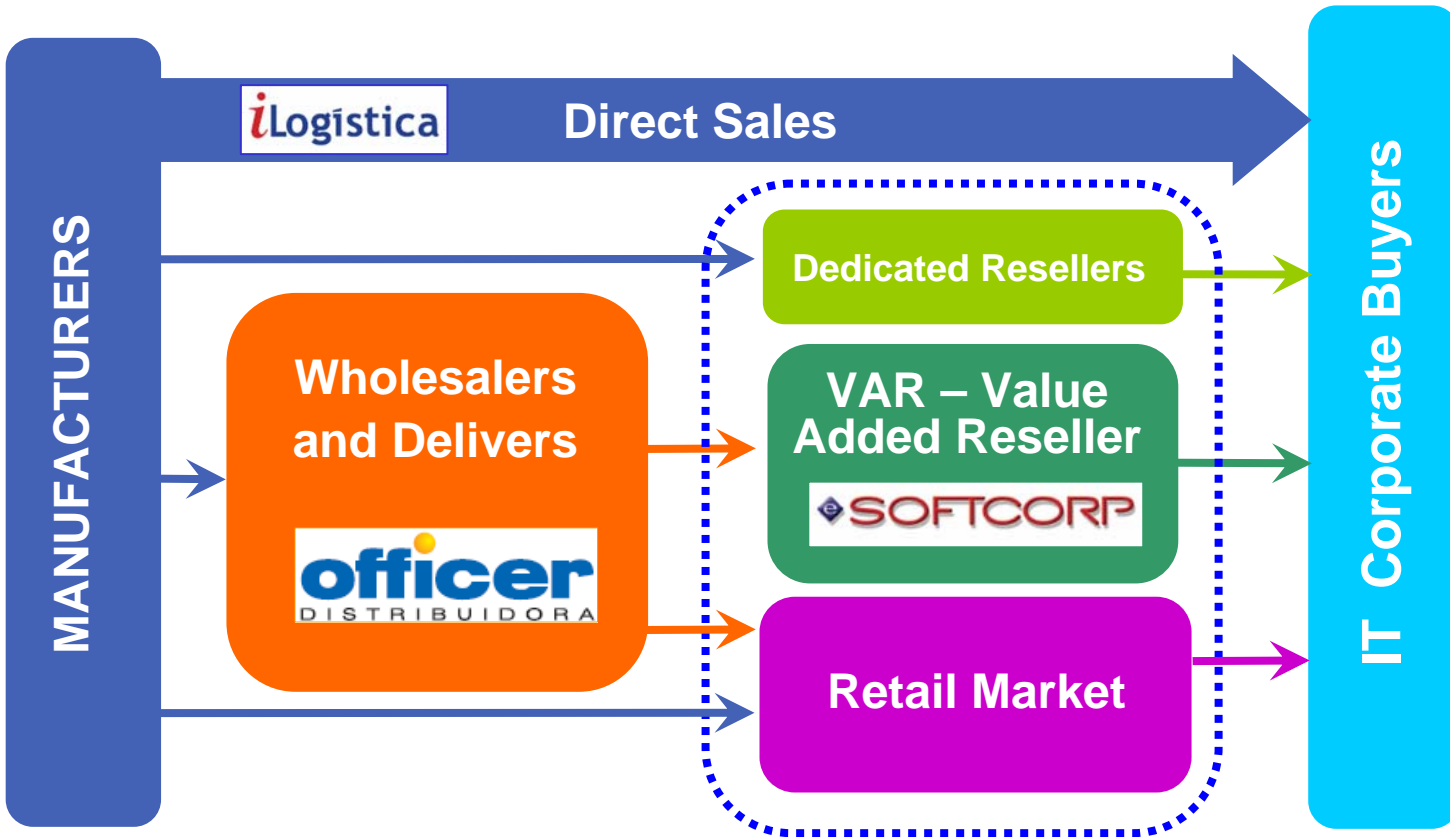 MANUFACTURERS
iLogística
Direct Sales
Dedicated Resellers
Wholesalers
and Delivers
officer
DISTRIBUIDORA
VAR – Value
Added Reseller
e SOFTCORP
Retail Market
IT Corporate Buyers